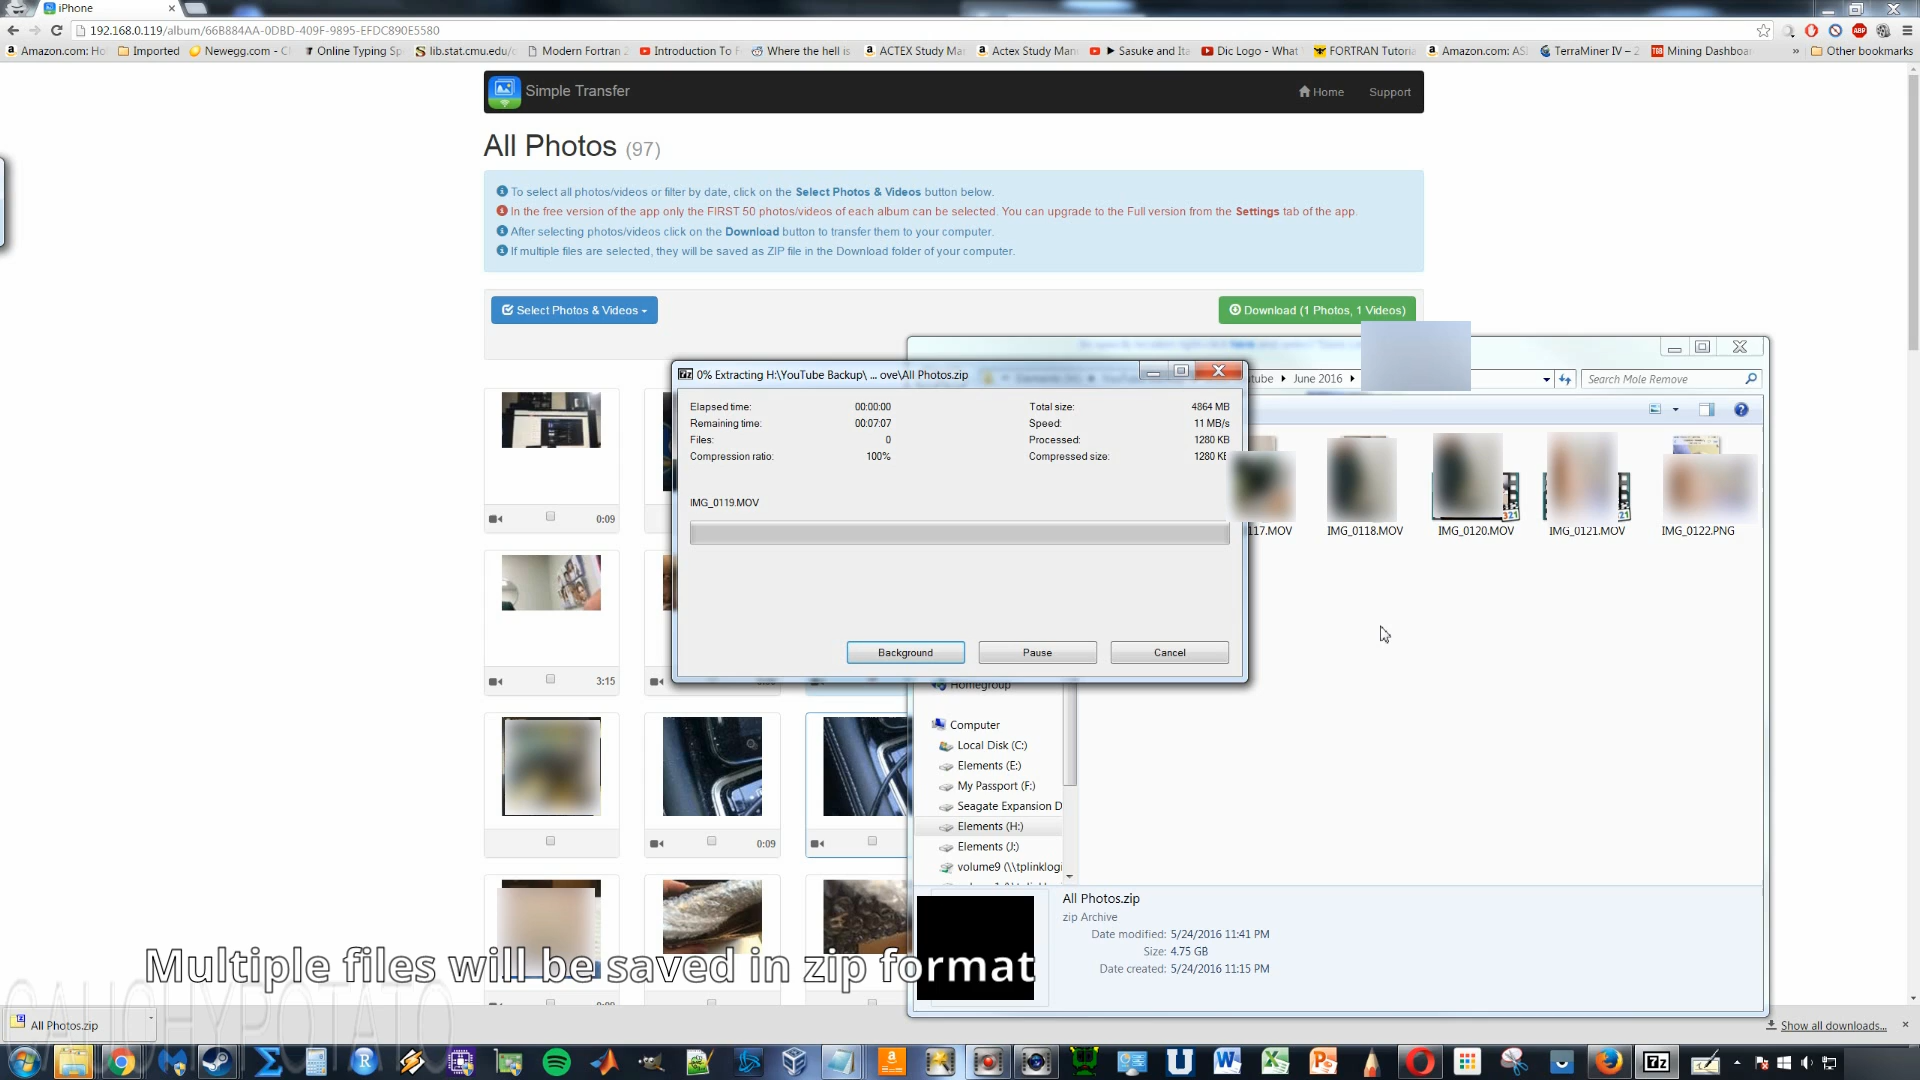 iPhone
192.168.0.119/album/66B884AA-0DBD-409F-9895-EFDC890E5580
Amazon.com: Ho
Imported
Newegg.com - C
Online Typing Sp
lib.stat.cmu.edu/
Modern Fortran
Introduction To F
Where the hell is
ACTEX Study Ma
Actex Study Man
Sasuke and Ita
Dic Logo - What
FORTRAN Tutoria
Amazon.com: AS
TerraMiner IV – 2
Mining Dashboa
» Other bookmarks
Simple Transfer
Home Support
All Photos (97)
To select all photos/videos or filter by date, click on the Select Photos & Videos button below.
In the free version of the app only the FIRST 50 photos/videos of each album can be selected. You can upgrade to the Full version from the Settings tab of the app.
After selecting photos/videos click on the Download button to transfer them to your computer.
If multiple files are selected, they will be saved as ZIP file in the Download folder of your computer.
Select Photos & Videos
Download (1 Photos, 1 Videos)
0% Extracting H:\YouTube Backup\ ... ove\All Photos.zip
utube June 2016
Search Mole Remove
Elapsed time: 00:00:00 Total size: 4864 MB
Remaining time: 00:07:07 Speed: 11 MB/s
Files: 0 Processed: 1280 KB
Compression ratio: 100% Compressed size: 1280 KB
IMG_0119.MOV
117.MOV IMG_0118.MOV IMG_0120.MOV IMG_0121.MOV IMG_0122.PNG
Background Pause Cancel
0:09
3:15
0:09
Homegroup
Computer
Local Disk (C:)
Elements (E:)
My Passport (F:)
Seagate Expansion D
Elements (H:)
Elements (J:)
volume9 (\\tplinklogi
All Photos.zip
zip Archive
Date modified: 5/24/2016 11:41 PM
Size: 4.75 GB
Date created: 5/24/2016 11:15 PM
Multiple files will be saved in zip format
All Photos.zip
Show all downloads...